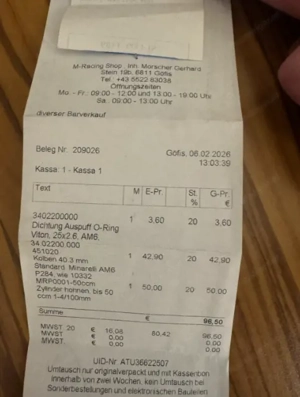 M-Racing Shop, Inh. Morscher Gerhard
Stein 19b, 6811 Göfis
Tel. +43 5522 63038
Öffnungszeiten
Mo. - Fr.: 09:00 - 12:00 und 13:00 - 19:00 Uhr
Sa.: 09:00 - 13:00 Uhr
diverser Barverkauf
Beleg Nr. 209026 Göfis, 06.02.2026
13:03:39
Kassa: 1 - Kassa 1
Text M E-Pr. St. G-Pr.
€ % €
3402200000 1 3,60 20 3,60
Dichtung Auspuff O-Ring
Viton, 25x2.6, AM6,
34.02200.000
451020 1 42,90 20 42,90
Kolben 40.3 mm
Standard. Minarelli AM6
P284, wie 10332
MRP0001-50ccm 1 50,00 20 50,00
Zylinder honnen, bis 50
ccm 1-4/100mm
Summe € 96,50
MWST. 20 € 16,08 80,42 96,50
MWST. € 0,00 0,00
MWST. € 0,00 0,00
UID-Nr. ATU36622507
Umtausch nur originalverpackt und mit Kassenbon
innerhalb von zwei Wochen, kein Umtausch bei
Sonderbestellungen und elektronischen Bauteilen!